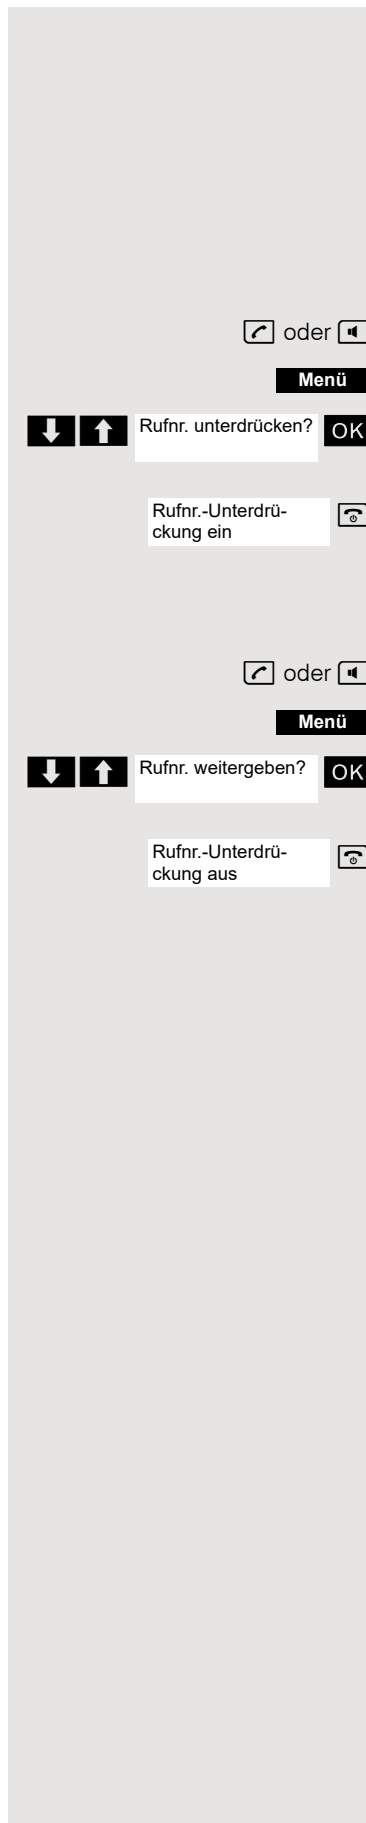 oder
Menü
Rufnr. unterdrücken? OK
Rufnr.-Unterdrü-
ckung ein
oder
Menü
Rufnr. weitergeben? OK
Rufnr.-Unterdrü-
ckung aus